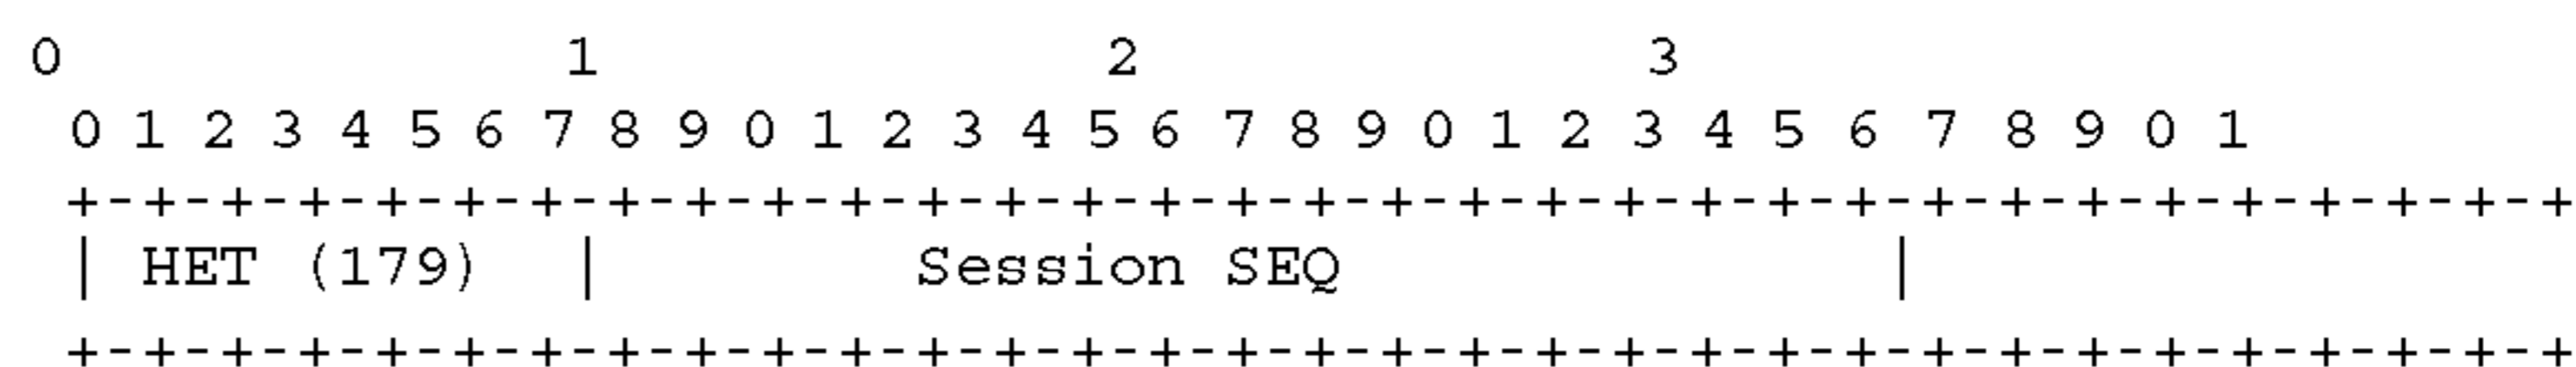 0                   1                   2                   3
 0 1 2 3 4 5 6 7 8 9 0 1 2 3 4 5 6 7 8 9 0 1 2 3 4 5 6 7 8 9 0 1
 +-+-+-+-+-+-+-+-+-+-+-+-+-+-+-+-+-+-+-+-+-+-+-+-+-+-+-+-+-+-+-+-+
 | HET (179)  |        Session SEQ              |
 +-+-+-+-+-+-+-+-+-+-+-+-+-+-+-+-+-+-+-+-+-+-+-+-+-+-+-+-+-+-+-+-+